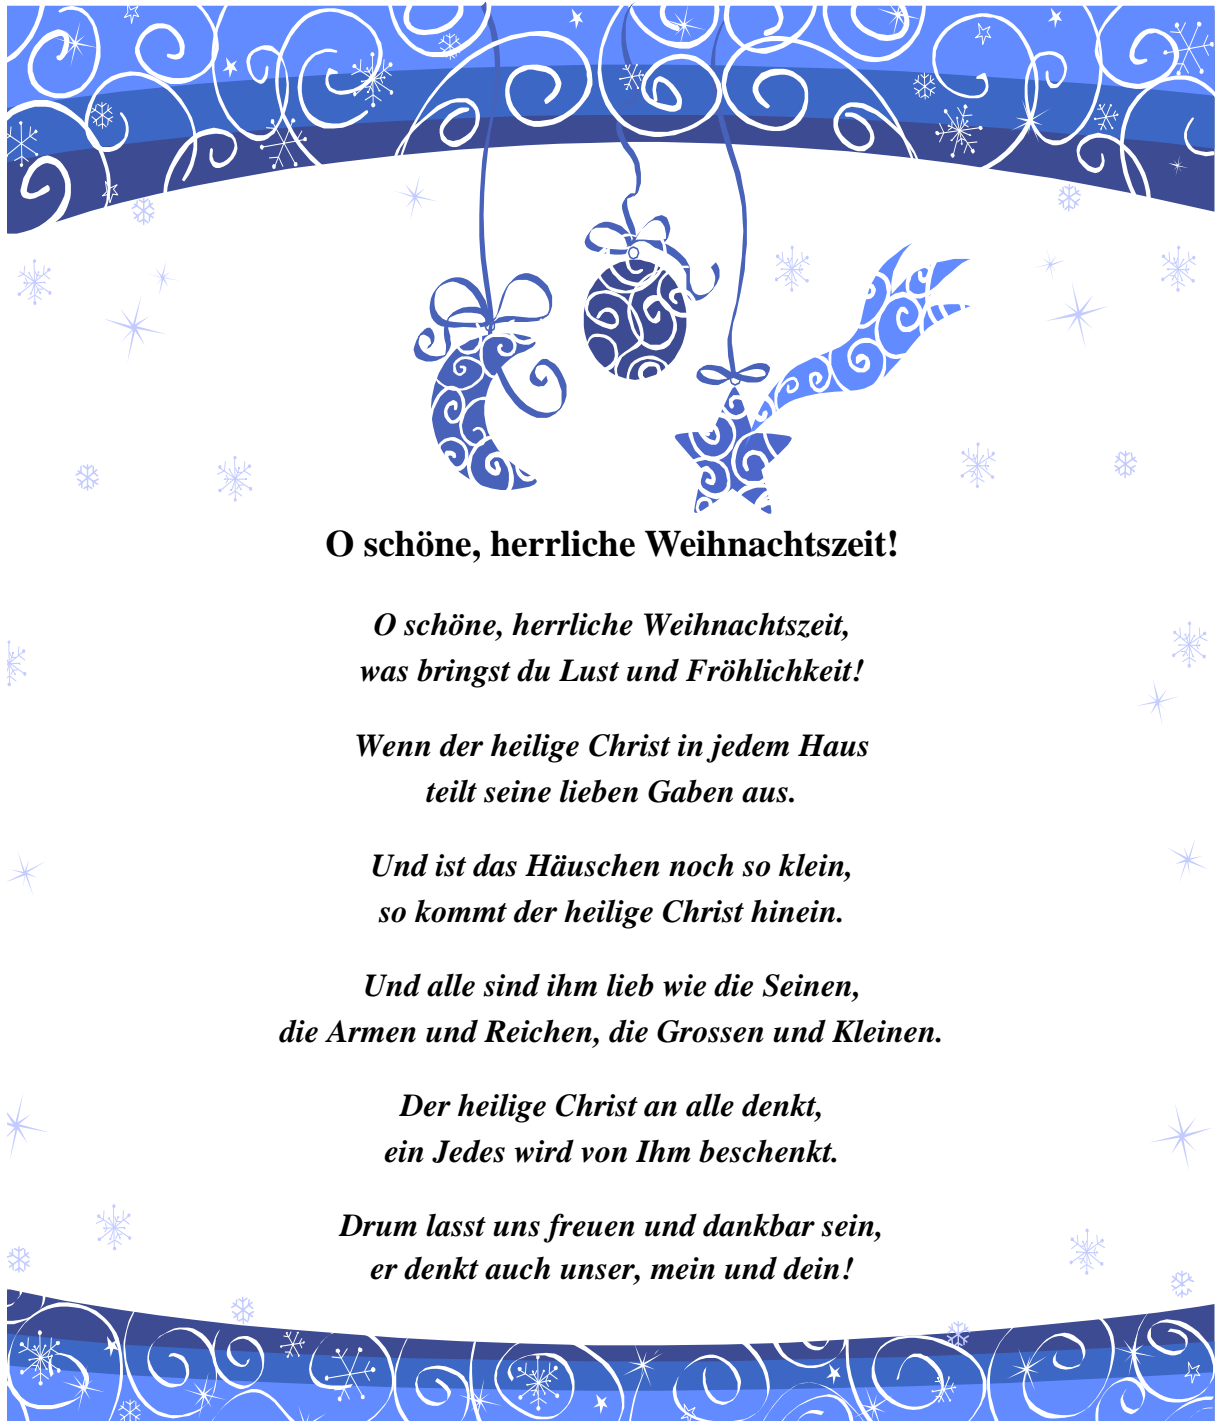 O schöne, herrliche Weihnachtszeit!
O schöne, herrliche Weihnachtszeit,
was bringst du Lust und Fröhlichkeit!
Wenn der heilige Christ in jedem Haus
teilt seine lieben Gaben aus.
Und ist das Häuschen noch so klein,
so kommt der heilige Christ hinein.
Und alle sind ihm lieb wie die Seinen,
die Armen und Reichen, die Grossen und Kleinen.
Der heilige Christ an alle denkt,
ein Jedes wird von Ihm beschenkt.
Drum lasst uns freuen und dankbar sein,
er denkt auch unser, mein und dein!